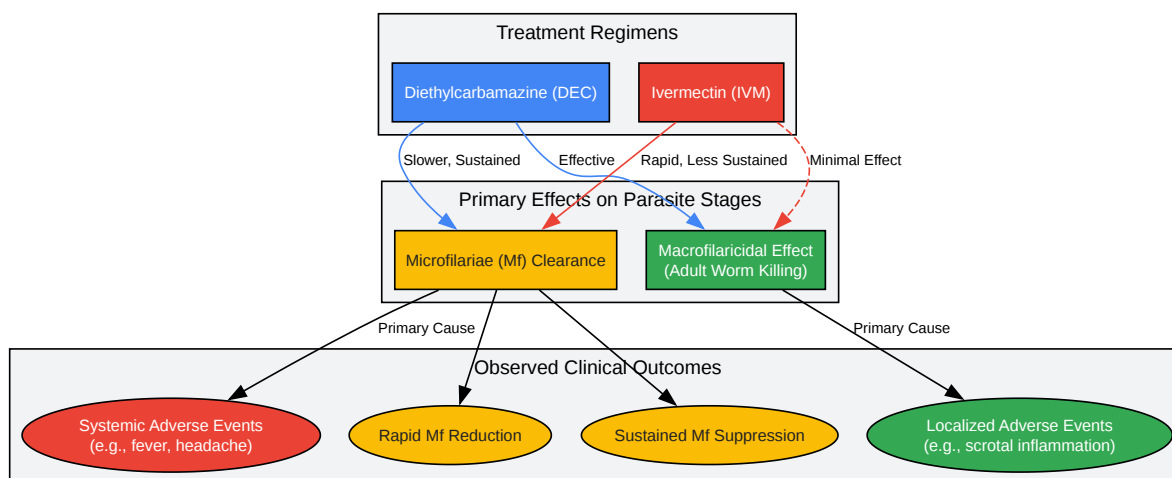 Treatment Regimens
Diethylcarbamazine (DEC)
Ivermectin (IVM)
Slower, Sustained
Effective
Rapid, Less Sustained
Minimal Effect
Primary Effects on Parasite Stages
Microfilariae (Mf) Clearance
Macrofilaricidal Effect
(Adult Worm Killing)
Primary Cause
Primary Cause
Observed Clinical Outcomes
Systemic Adverse Events
(e.g., fever, headache)
Rapid Mf Reduction
Sustained Mf Suppression
Localized Adverse Events
(e.g., scrotal inflammation)